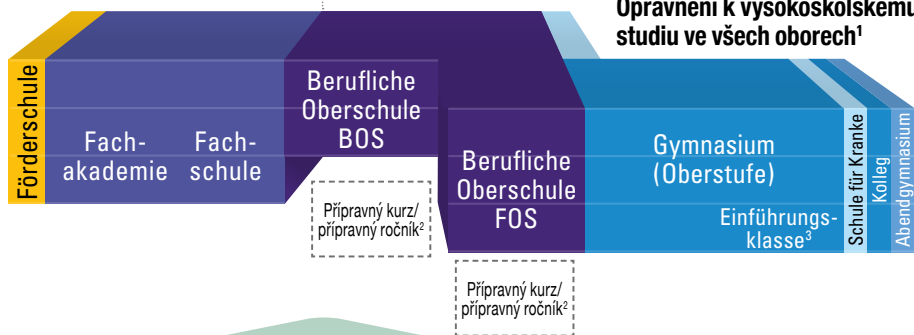 Oprávnění k vysokoškolskému
studiu ve všech oborech¹
Förderschule
Fach-
akademie
Fach-
schule
Berufliche
Oberschule
BOS
Přípravný kurz/
přípravný ročník²
Berufliche
Oberschule
FOS
Přípravný kurz/
přípravný ročník²
Gymnasium
(Oberstufe)
Einführungs-
klasse³
Schule für Kranke
Kolleg
Abendgymnasium